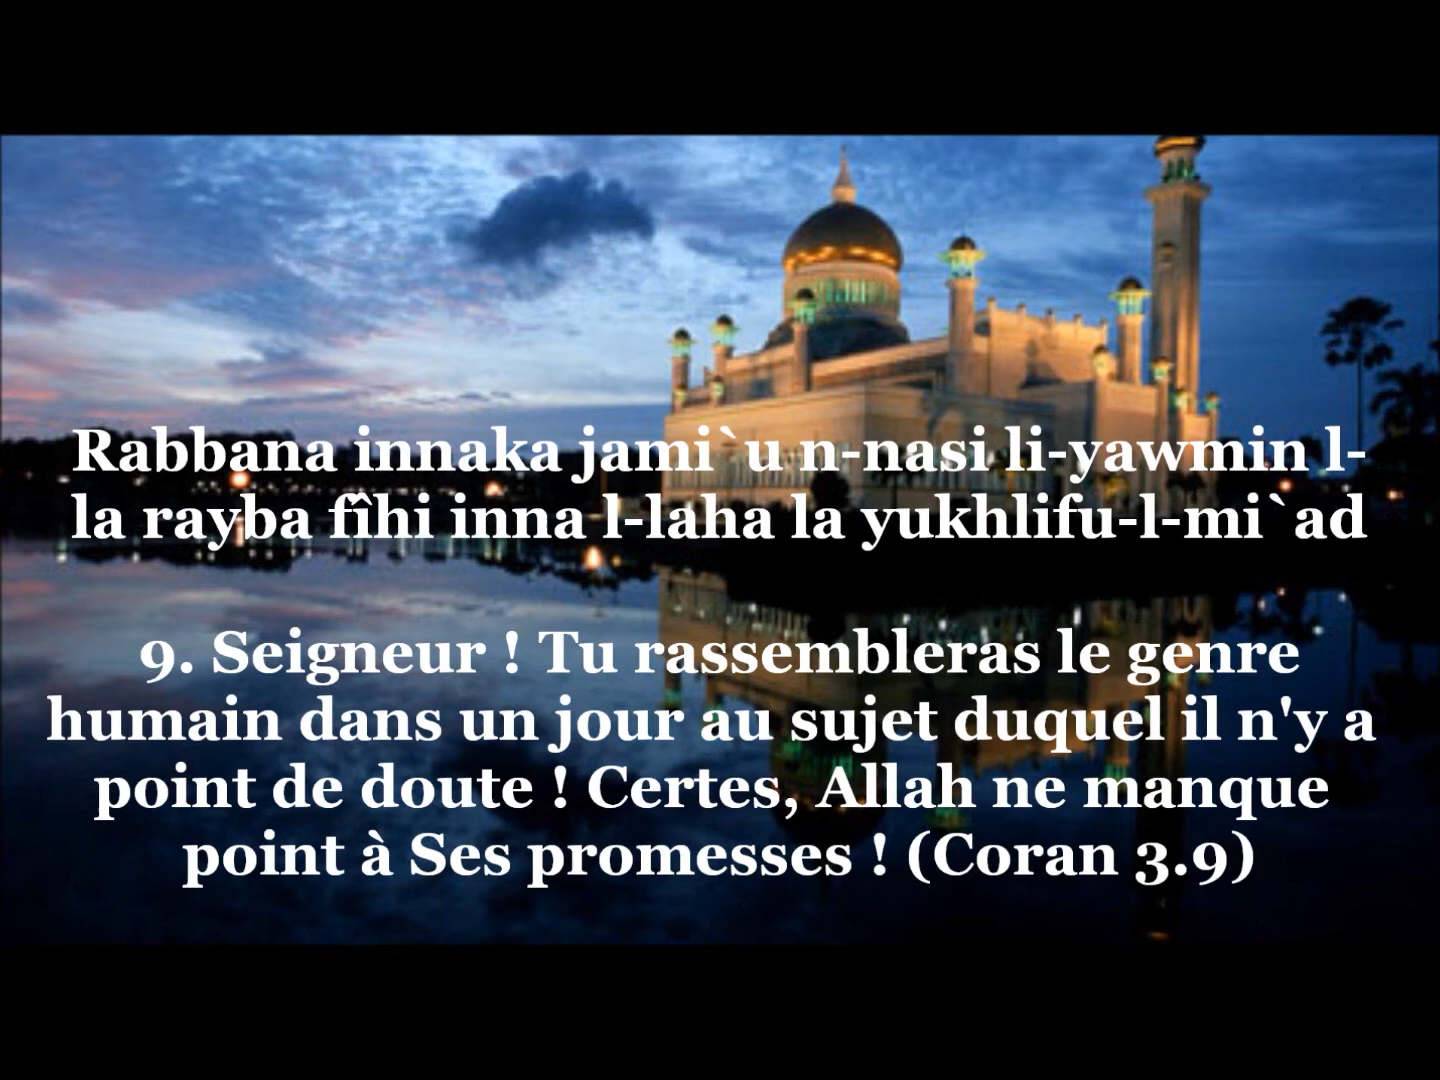 Rabbana innaka jami`u n-nasi li-yawmin l-
la rayba fîhi inna l-laha la yukhlifu-l-mi`ad
9. Seigneur ! Tu rassembleras le genre
humain dans un jour au sujet duquel il n'y a
point de doute ! Certes, Allah ne manque
point à Ses promesses ! (Coran 3.9)